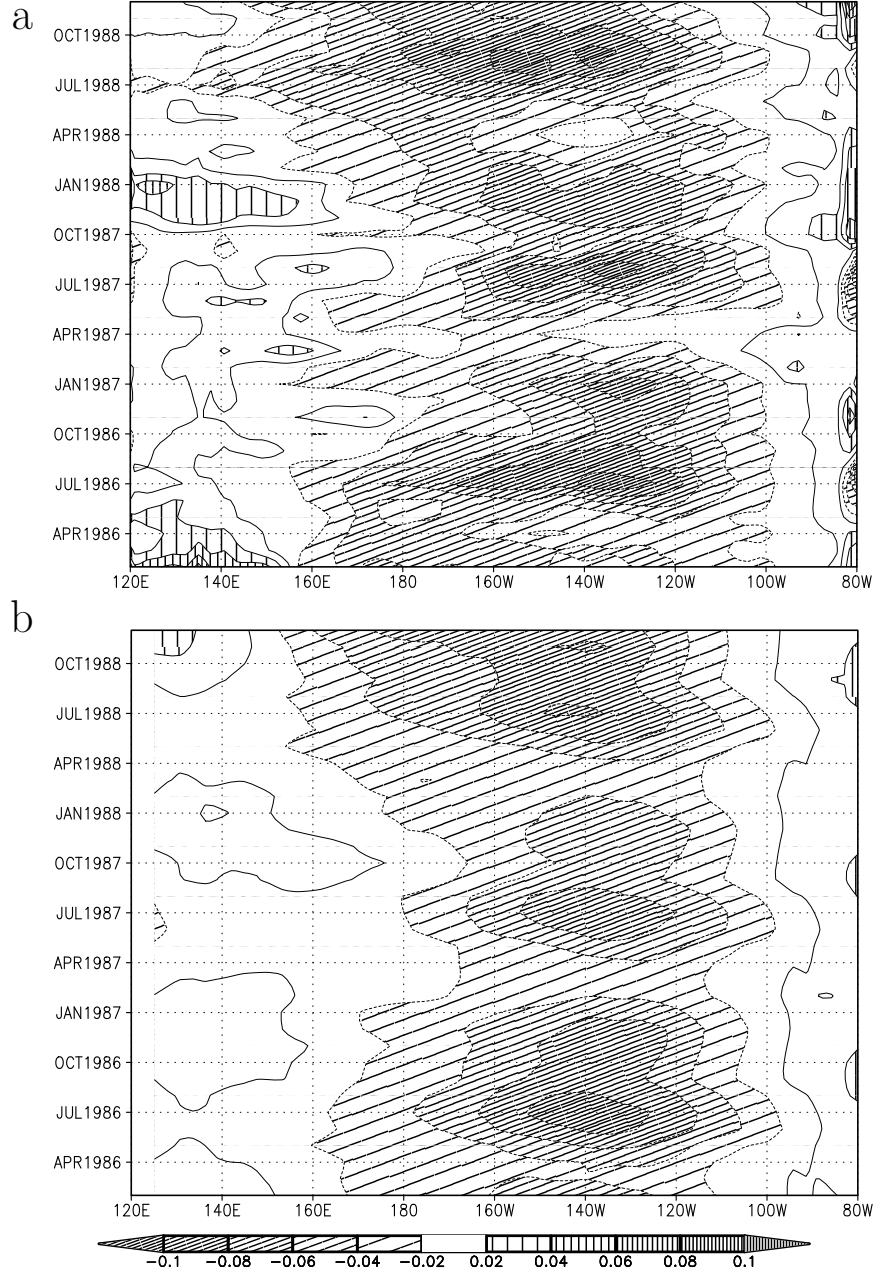 a
OCT1988
JUL1988
APR1988
JAN1988
OCT1987
JUL1987
APR1987
JAN1987
OCT1986
JUL1986
APR1986
120E 140E 160E 180 160W 140W 120W 100W 80W
b
OCT1988
JUL1988
APR1988
JAN1988
OCT1987
JUL1987
APR1987
JAN1987
OCT1986
JUL1986
APR1986
120E 140E 160E 180 160W 140W 120W 100W 80W
-0.1 -0.08 -0.06 -0.04 -0.02 0.02 0.04 0.06 0.08 0.1